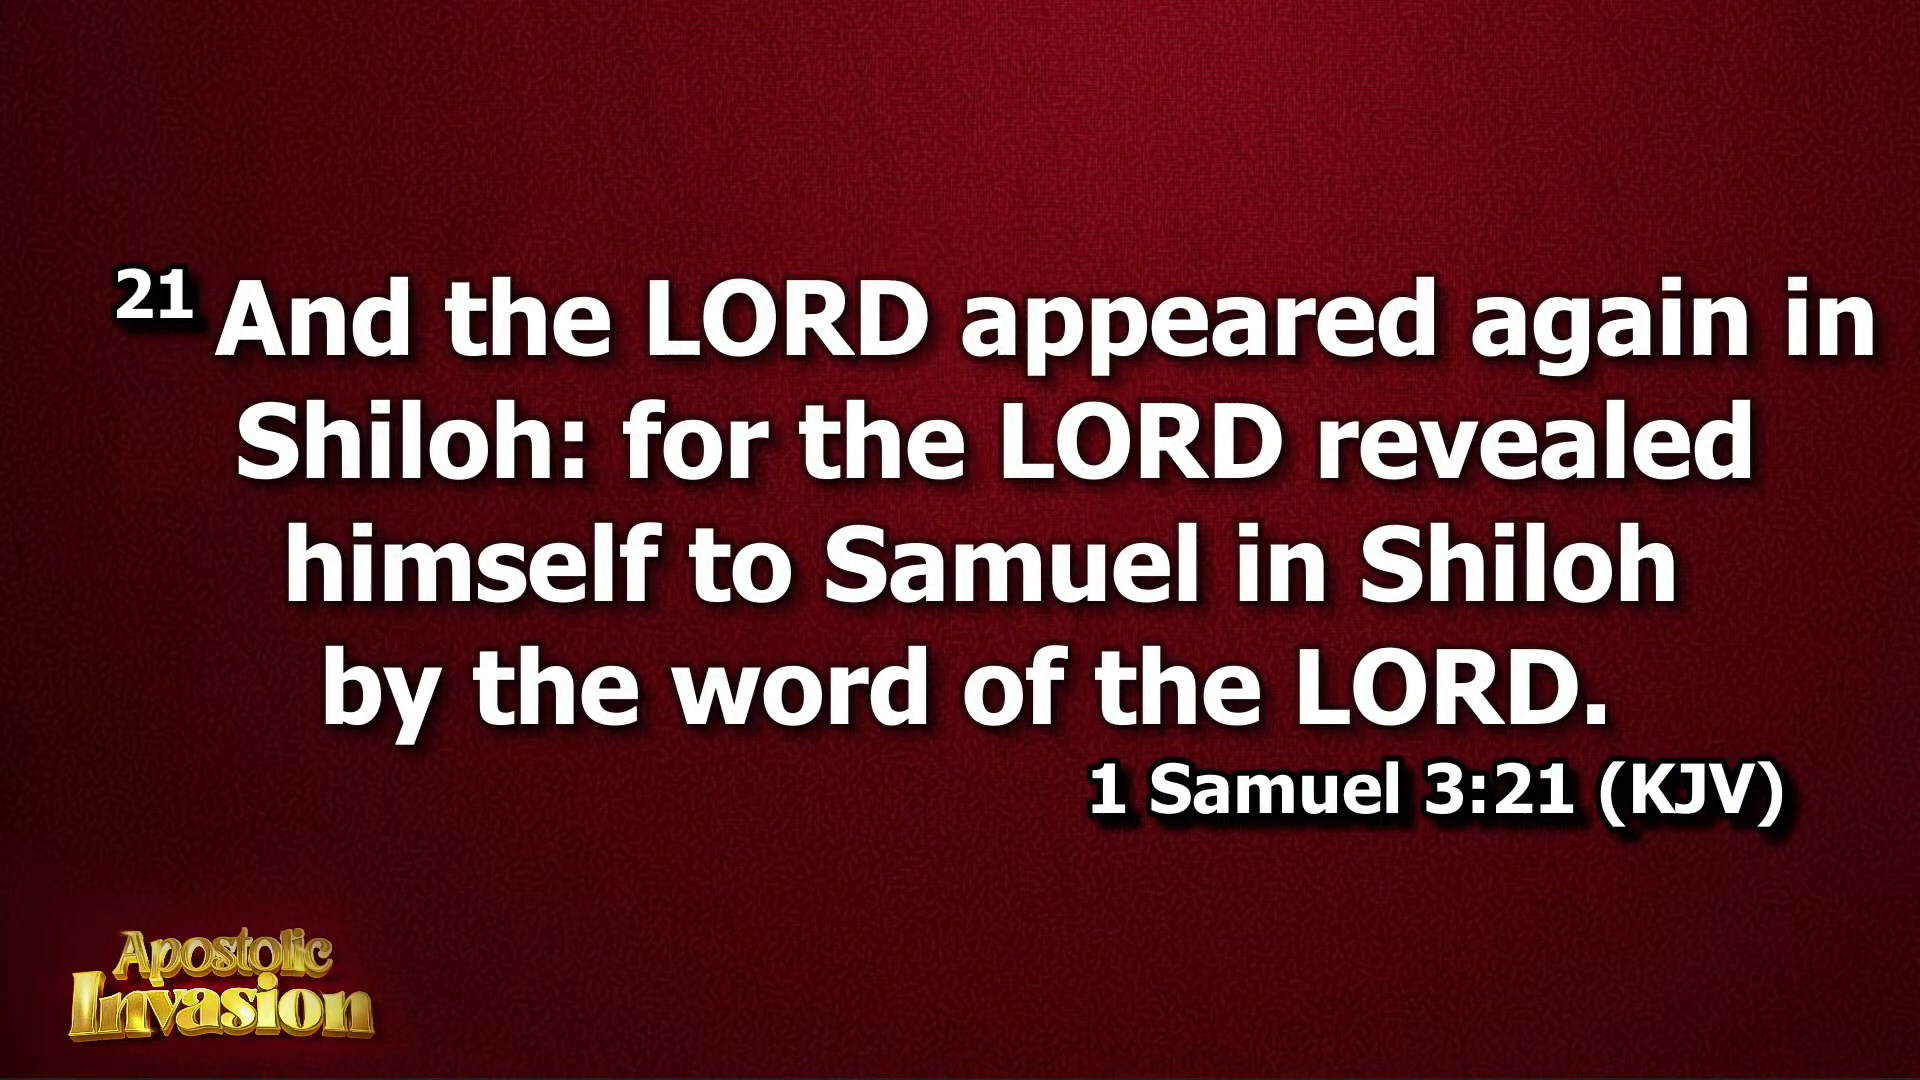 21 And the LORD appeared again in
Shiloh: for the LORD revealed
himself to Samuel in Shiloh
by the word of the LORD.
1 Samuel 3:21 (KJV)
Apostolic
Invasion